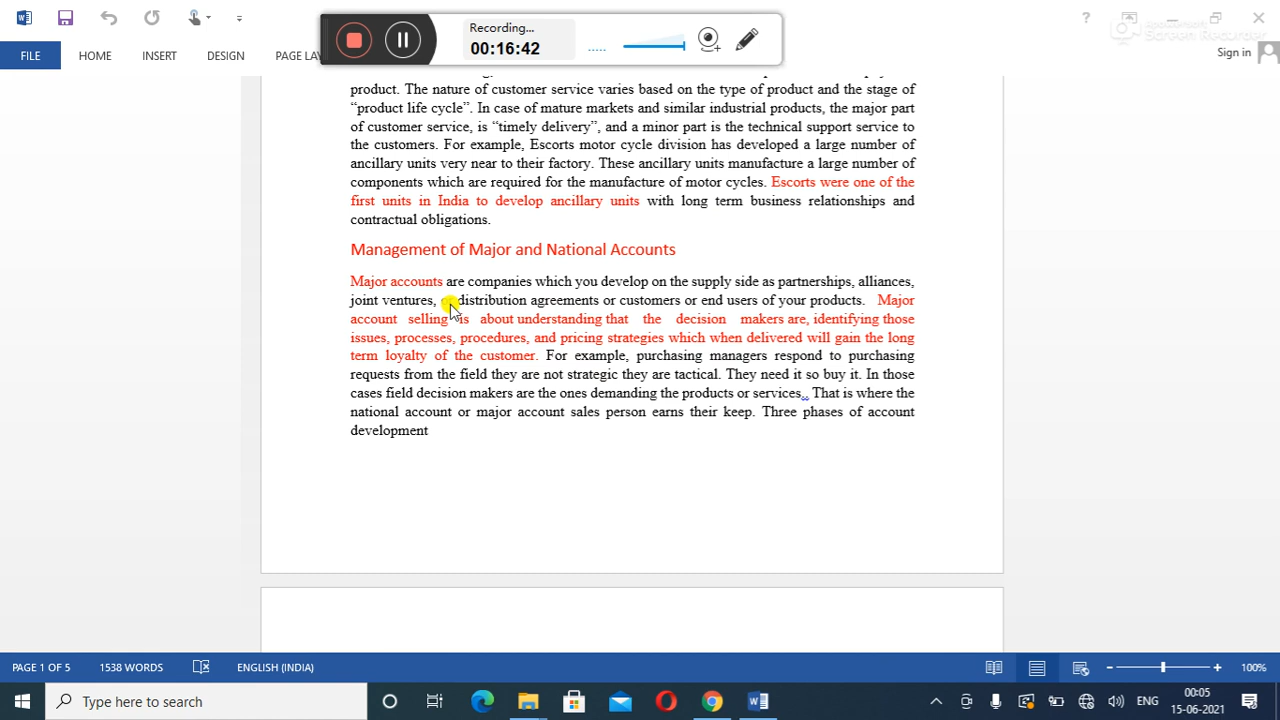 Recording...
00:16:42
Sign in
FILE HOME INSERT DESIGN PAGE LA
product. The nature of customer service varies based on the type of product and the stage of
“product life cycle”. In case of mature markets and similar industrial products, the major part
of customer service, is “timely delivery”, and a minor part is the technical support service to
the customers. For example, Escorts motor cycle division has developed a large number of
ancillary units very near to their factory. These ancillary units manufacture a large number of
components which are required for the manufacture of motor cycles. Escorts were one of the
first units in India to develop ancillary units with long term business relationships and
contractual obligations.
Management of Major and National Accounts
Major accounts are companies which you develop on the supply side as partnerships, alliances,
joint ventures, distribution agreements or customers or end users of your products. Major
account selling is about understanding that the decision makers are, identifying those
issues, processes, procedures, and pricing strategies which when delivered will gain the long
term loyalty of the customer. For example, purchasing managers respond to purchasing
requests from the field they are not strategic they are tactical. They need it so buy it. In those
cases field decision makers are the ones demanding the products or services.. That is where the
national account or major account sales person earns their keep. Three phases of account
development
PAGE 1 OF 5 1538 WORDS ENGLISH (INDIA) 100%
Type here to search
ENG
00:05
15-06-2021